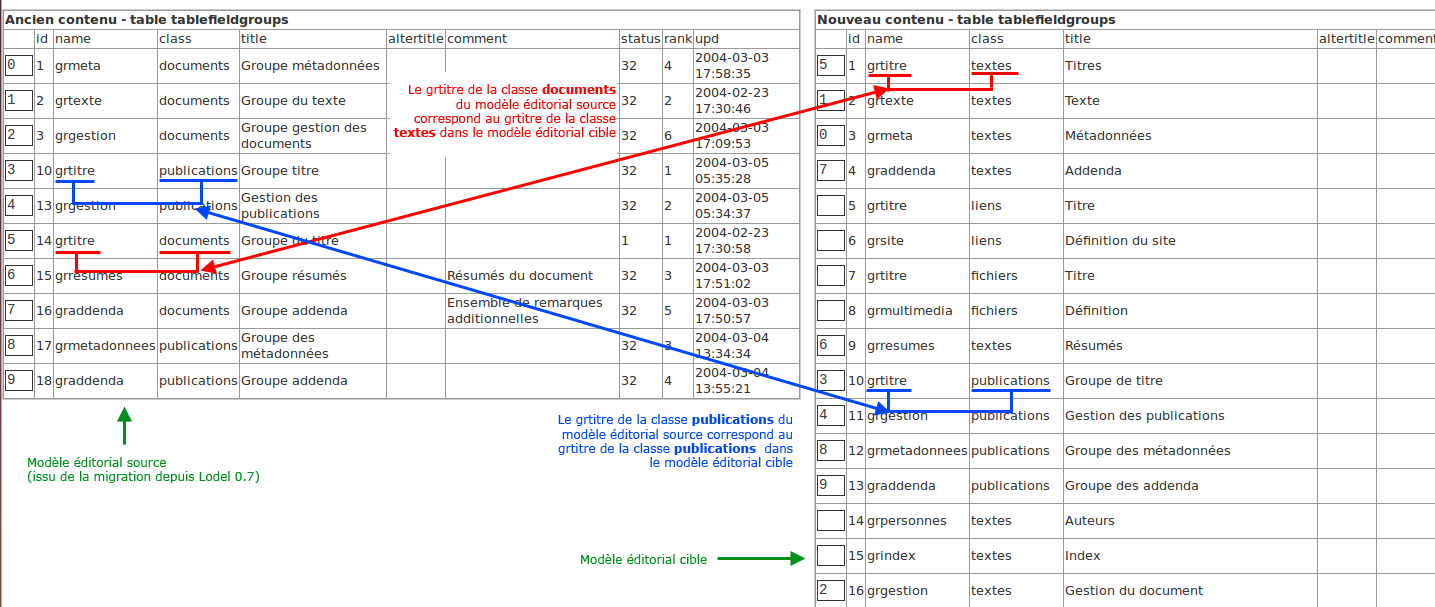 Ancien contenu - table tablefieldgroups
id name class title altertitle comment status rank upd
0 1 grmeta documents Groupe métadonnées 32 4 2004-03-03 17:58:35
1 2 grtexte documents Groupe du texte 32 2 2004-02-23 17:30:46
2 3 grgestion documents Groupe gestion des documents 32 6 2004-03-03 17:09:53
3 10 grtitre publications Groupe titre 32 1 2004-03-05 05:35:28
4 13 grgestion publications Gestion des publications 32 2 2004-03-05 05:34:37
5 14 grtitre documents Groupe du titre 1 1 2004-02-23 17:30:58
6 15 grresumes documents Groupe résumés Résumés du document 32 3 2004-03-03 17:51:02
7 16 graddenda documents Groupe addenda Ensemble de remarques additionnelles 32 5 2004-03-03 17:50:57
8 17 grmetadonnees publications Groupe des métadonnées 32 3 2004-03-04 13:34:34
9 18 graddenda publications Groupe addenda 32 4 2004-03-04 13:55:21
Le grtitre de la classe documents
du modèle éditorial source
correspond au grtitre de la classe
textes dans le modèle éditorial cible
Modèle éditorial source
(issu de la migration depuis Lodel 0.7)
Le grtitre de la classe publications du
modèle éditorial source correspond au
grtitre de la classe publications dans
le modèle éditorial cible
Modèle éditorial cible
Nouveau contenu - table tablefieldgroups
id name class title altertitle comment
5 1 grtitre textes Titres
1 2 grtexte textes Texte
0 3 grmeta textes Métadonnées
7 4 graddenda textes Addenda
5 grtitre liens Titre
6 grsite liens Définition du site
7 grtitre fichiers Titre
8 grmultimedia fichiers Définition
6 9 grresumes textes Résumés
3 10 grtitre publications Groupe de titre
4 11 grgestion publications Gestion des publications
8 12 grmetadonnees publications Groupe des métadonnées
9 13 graddenda publications Groupe des addenda
14 grpersonnes textes Auteurs
15 grindex textes Index
2 16 grgestion textes Gestion du document